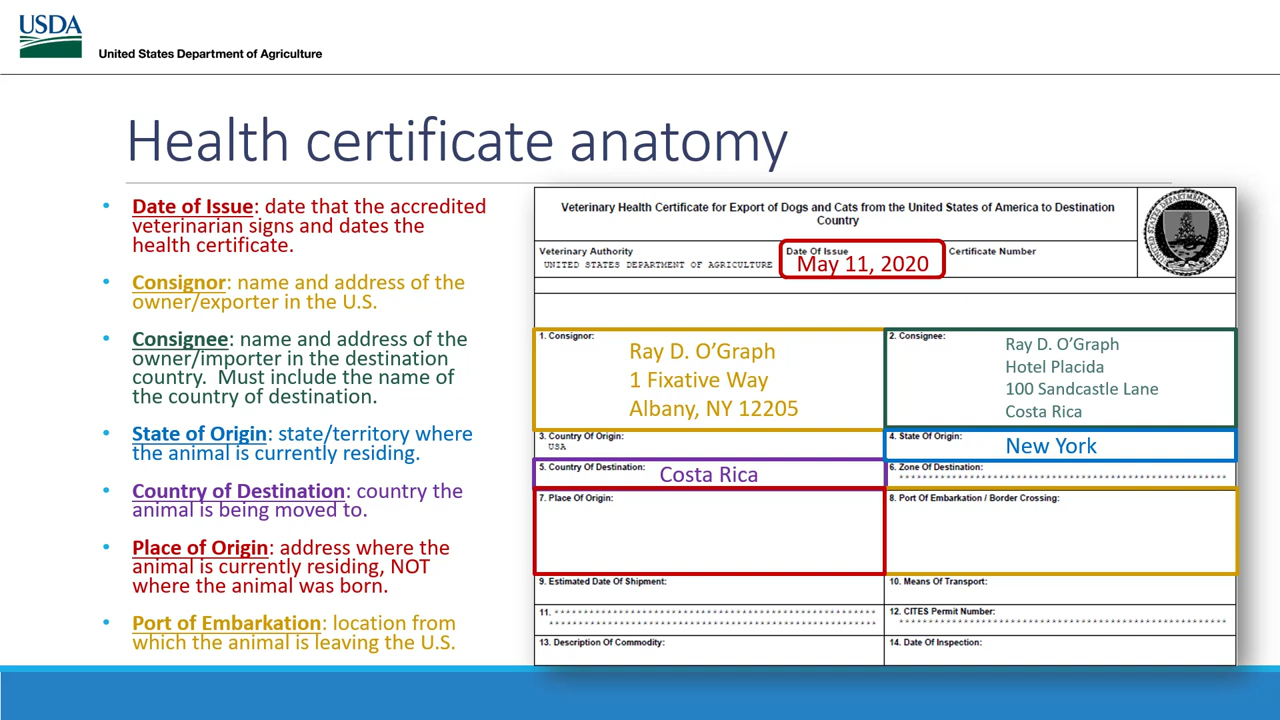 USDA
United States Department of Agriculture
Health certificate anatomy
• Date of Issue: date that the accredited
veterinarian signs and dates the
health certificate.
• Consignor: name and address of the
owner/exporter in the U.S.
• Consignee: name and address of the
owner/importer in the destination
country. Must include the name of
the country of destination.
• State of Origin: state/territory where
the animal is currently residing.
• Country of Destination: country the
animal is being moved to.
• Place of Origin: address where the
animal is currently residing, NOT
where the animal was born.
• Port of Embarkation: location from
which the animal is leaving the U.S.
Veterinary Health Certificate for Export of Dogs and Cats from the United States of America to Destination
Country
Veterinary Authority
UNITED STATES DEPARTMENT OF AGRICULTURE
Date Of Issue
May 11, 2020
Certificate Number
1. Consignor:
Ray D. O’Graph
1 Fixative Way
Albany, NY 12205
2. Consignee:
Ray D. O’Graph
Hotel Placida
100 Sandcastle Lane
Costa Rica
3. Country Of Origin:
USA
4. State Of Origin:
New York
5. Country Of Destination:
Costa Rica
6. Zone Of Destination:
7. Place Of Origin:
8. Port Of Embarkation / Border Crossing:
9. Estimated Date Of Shipment:
10. Means Of Transport:
11.
12. CITES Permit Number:
13. Description Of Commodity:
14. Date Of Inspection: